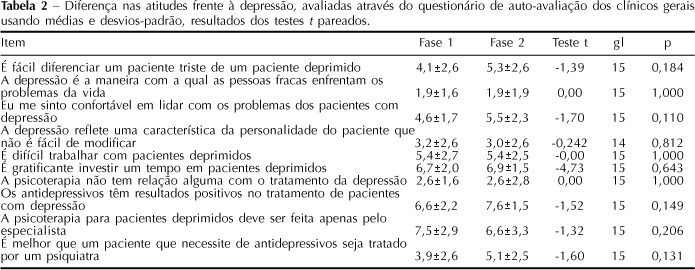 Tabela 2 – Diferença nas atitudes frente à depressão, avaliadas através do questionário de auto-avaliação dos clínicos gerais
usando médias e desvios-padrão, resultados dos testes t pareados.
Item Fase 1 Fase 2 Teste t gl p
É fácil diferenciar um paciente triste de um paciente deprimido 4,1±2,6 5,3±2,6 -1,39 15 0,184
A depressão é a maneira com a qual as pessoas fracas enfrentam os
problemas da vida 1,9±1,6 1,9±1,9 0,00 15 1,000
Eu me sinto confortável em lidar com os problemas dos pacientes com
depressão 4,6±1,7 5,5±2,3 -1,70 15 0,110
A depressão reflete uma característica da personalidade do paciente que
não é fácil de modificar 3,2±2,6 3,0±2,6 -0,242 14 0,812
É difícil trabalhar com pacientes deprimidos 5,4±2,7 5,4±2,5 -0,00 15 1,000
É gratificante investir um tempo em pacientes deprimidos 6,7±2,0 6,9±1,5 -4,73 15 0,643
A psicoterapia não tem relação alguma com o tratamento da depressão 2,6±1,6 2,6±2,8 0,00 15 1,000
Os antidepressivos têm resultados positivos no tratamento de pacientes
com depressão 6,6±2,2 7,6±1,5 -1,52 15 0,149
A psicoterapia para pacientes deprimidos deve ser feita apenas pelo
especialista 7,5±2,9 6,6±3,3 -1,32 15 0,206
É melhor que um paciente que necessite de antidepressivos seja tratado
por um psiquiatra 3,9±2,6 5,1±2,5 -1,60 15 0,131